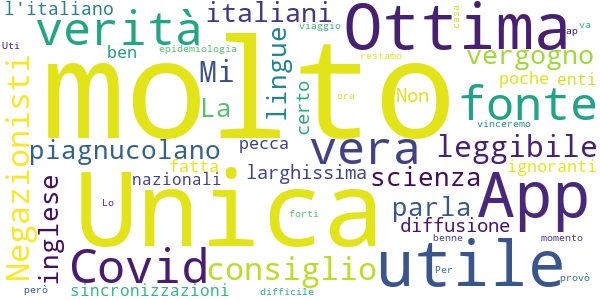 l'italiano
verità
italiani
Ottima
casa
ap
va
viaggio
Uti
ben
epidemiologia
restamo
vergogno
Mi
lingue
molto
poche
enti
Negazionisti
La
certo
ora
Non
fonte
vinceremo
piagnucolano
pecca
vera
leggibile
fatta
ignoranti
nazionali
larghissima
scienza
App
inglese
Unica
Lo
forti
parla
diffusione
Covid
consiglio
utile
benne
momento
Per
provò
però
sincronizzazioni
difficile